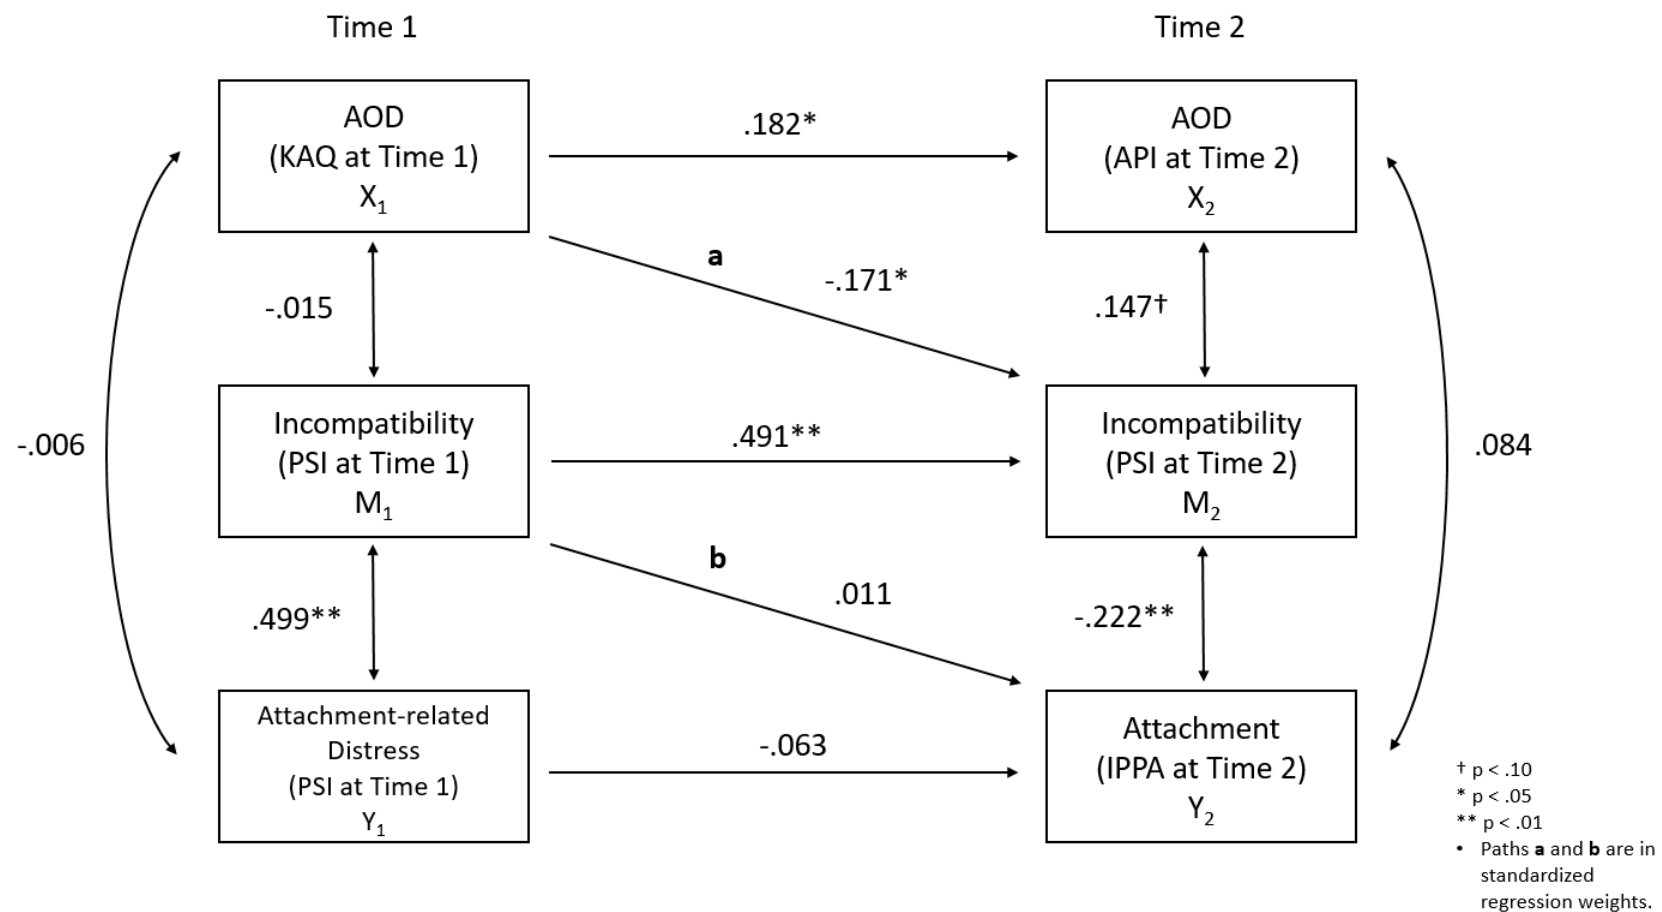 Time 1
Time 2
AOD
(KAQ at Time 1)
X1
.182*
AOD
(API at Time 2)
X2
a
-.171*
-.015
.147†
-.006
Incompatibility
(PSI at Time 1)
M1
.491**
Incompatibility
(PSI at Time 2)
M2
.084
b
.011
.499**
-.222**
Attachment-related
Distress
(PSI at Time 1)
Y1
-.063
Attachment
(IPPA at Time 2)
Y2
† p < .10
* p < .05
** p < .01
• Paths a and b are in
standardized
regression weights.